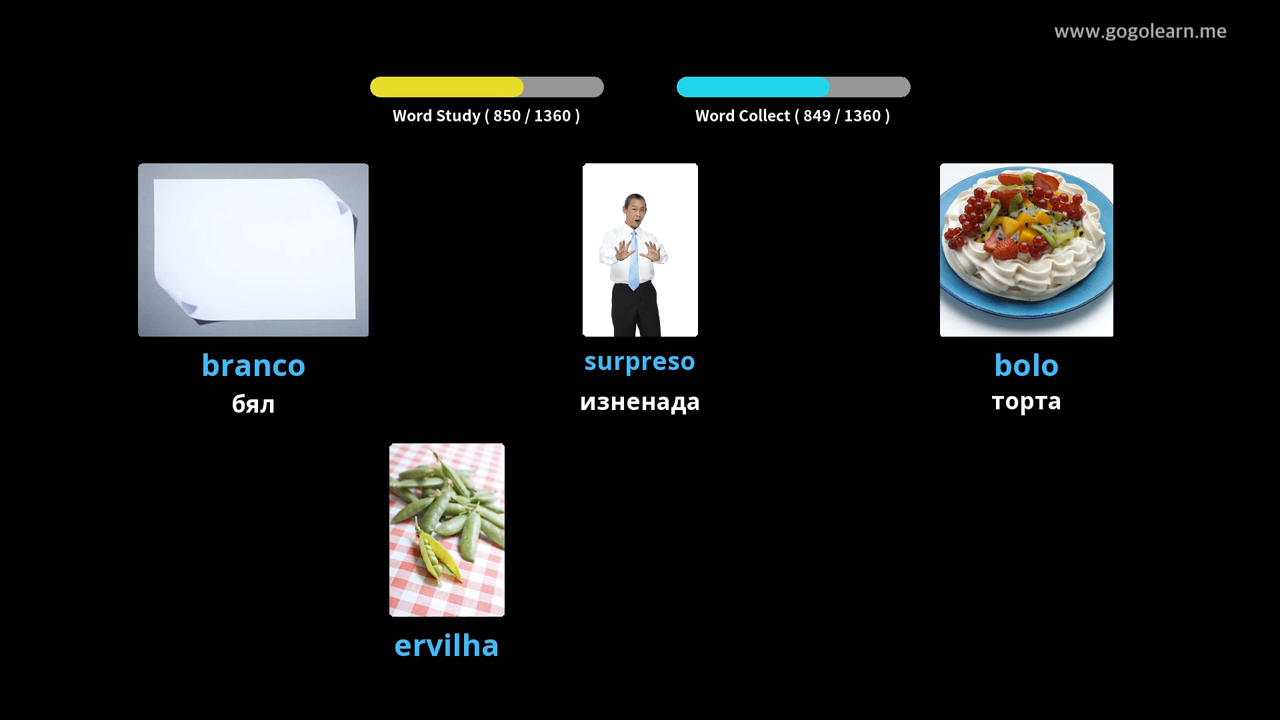 www.gogolearn.me
Word Study ( 850 / 1360 )
Word Collect ( 849 / 1360 )
branco
surpreso
bolo
бял
изненада
торта
ervilha